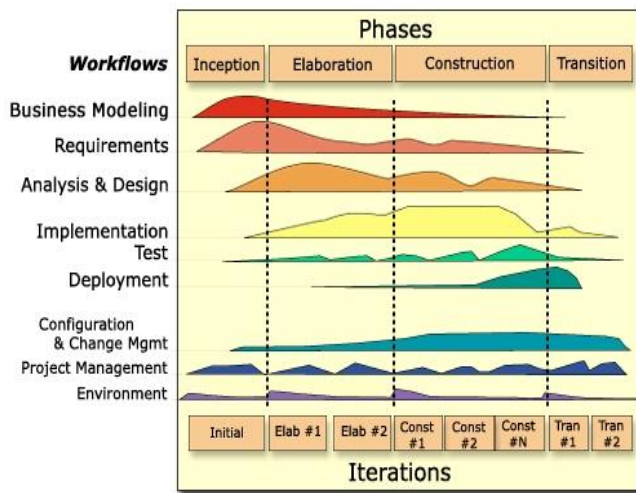 Phases
Workflows
Inception
Elaboration
Construction
Transition
Business Modeling
Requirements
Analysis & Design
Implementation
Test
Deployment
Configuration
& Change Mgmt
Project Management
Environment
Initial
Elab #1
Elab #2
Const
#1
Const
#2
Const
#N
Tran
#1
Tran
#2
Iterations